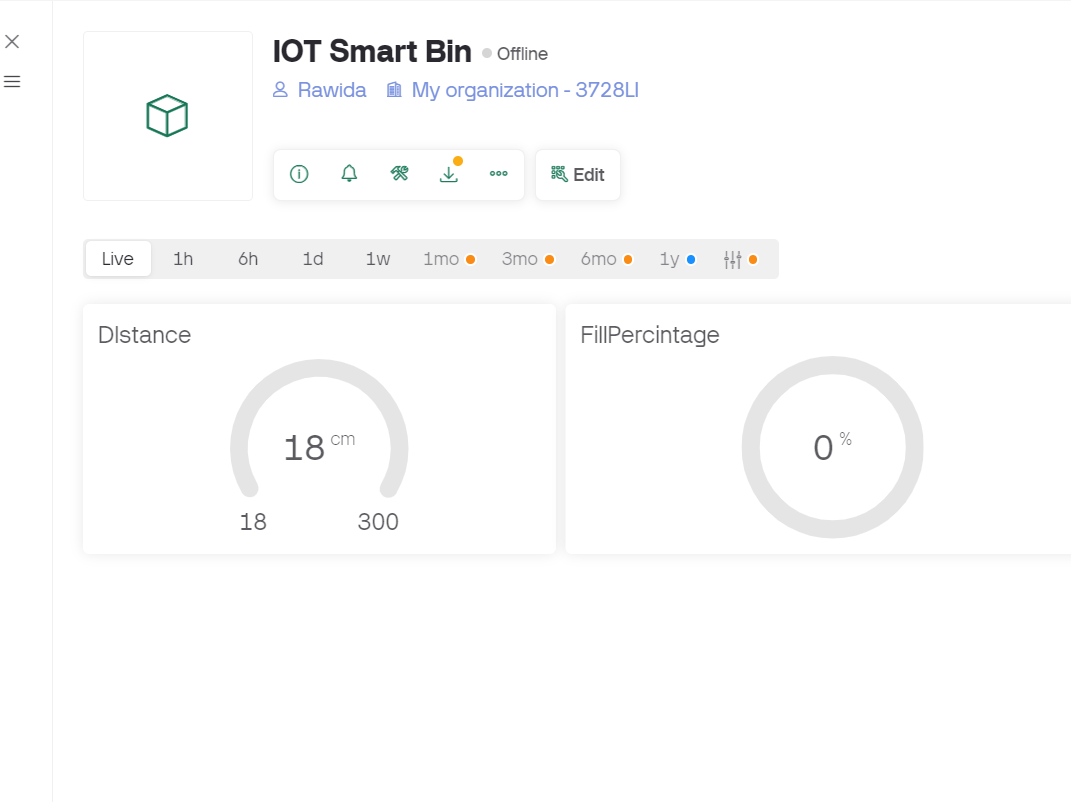 IOT Smart Bin Offline
Rawida My organization - 3728LI
Edit
Live 1h 6h 1d 1w 1mo 3mo 6mo 1y
DIstance
18 cm
18 300
FillPercintage
0 %